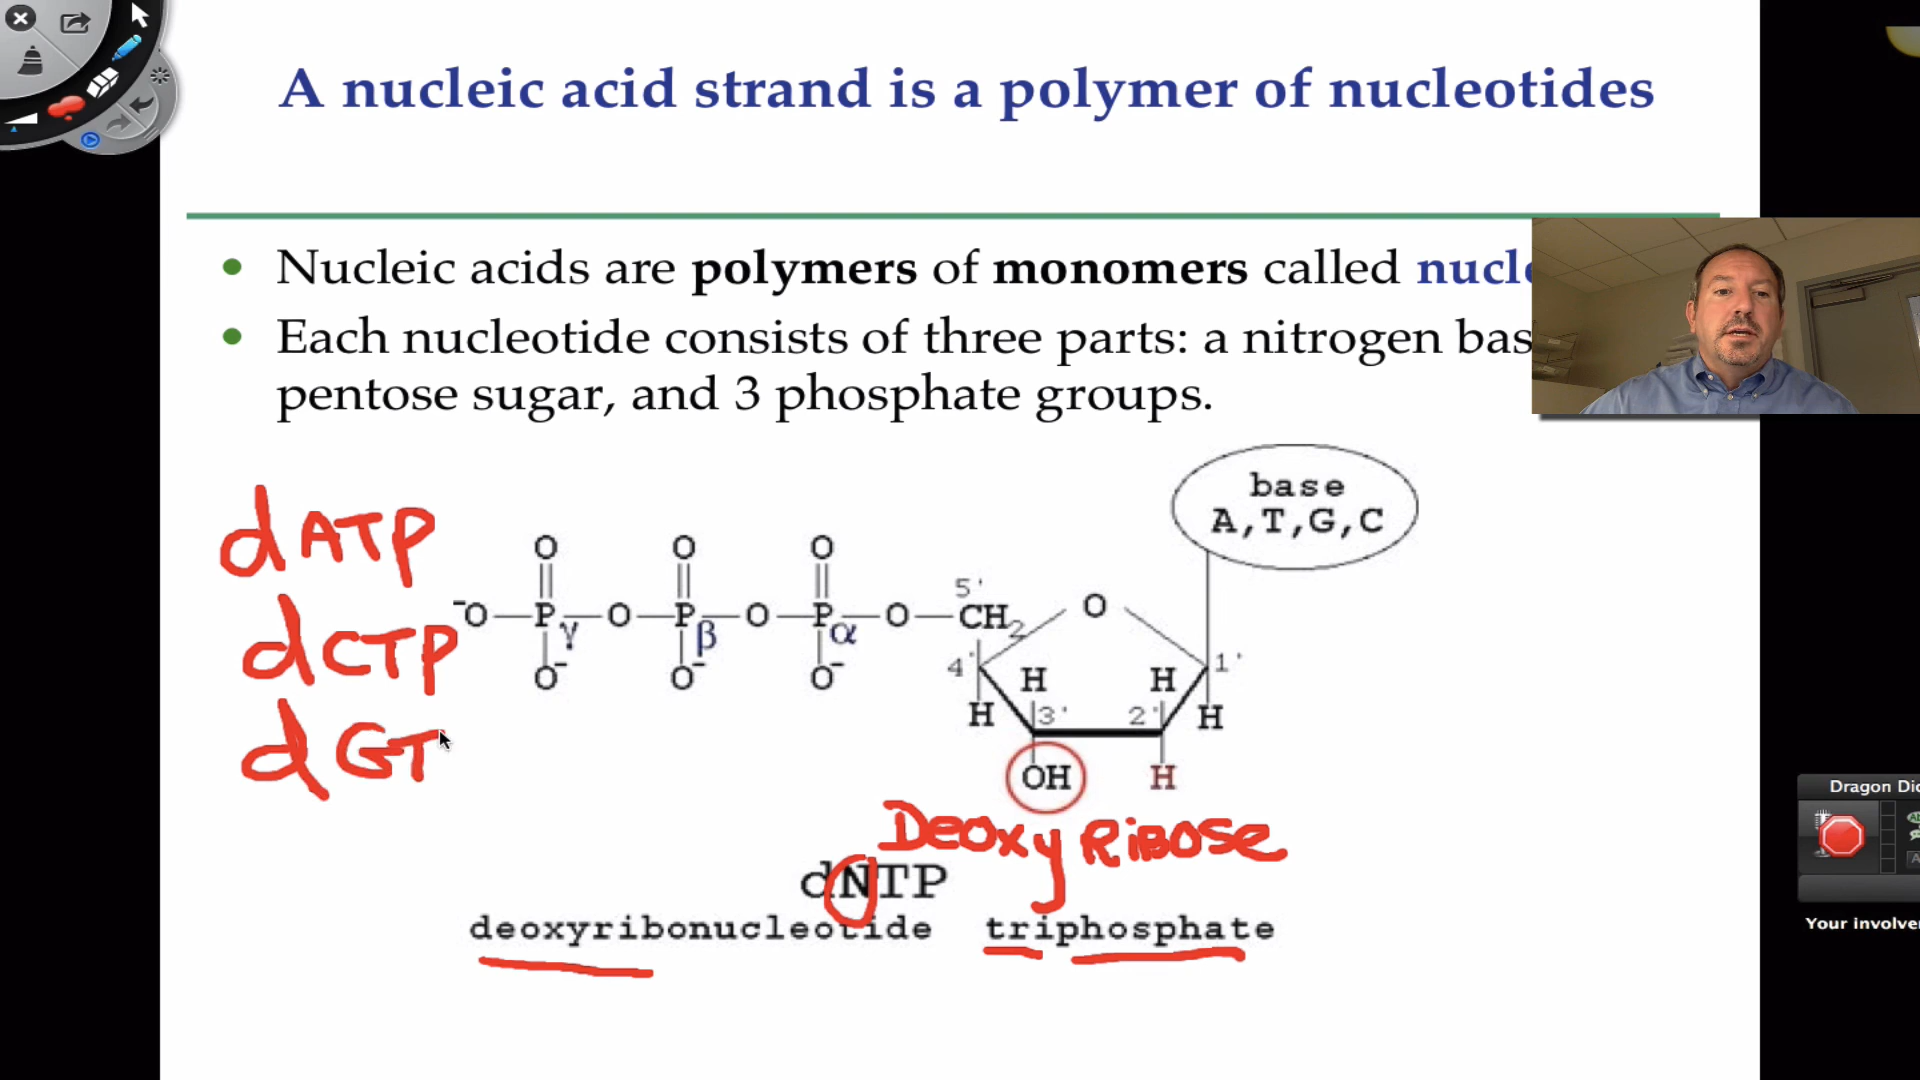 A nucleic acid strand is a polymer of nucleotides
• Nucleic acids are polymers of monomers called nucl
• Each nucleotide consists of three parts: a nitrogen bas
pentose sugar, and 3 phosphate groups.
base
A,T,G,C
dATP
O O O
5'
⁻O—P—O—P—O—P—O—CH₂ O
γ β α
dCTP
O⁻ O⁻ O⁻
4' H H 1'
H 3' 2' H
dGT
OH H
Deoxy Ribose
dNTP
deoxyribonucleotide triphosphate
Dragon Dic
Your involve